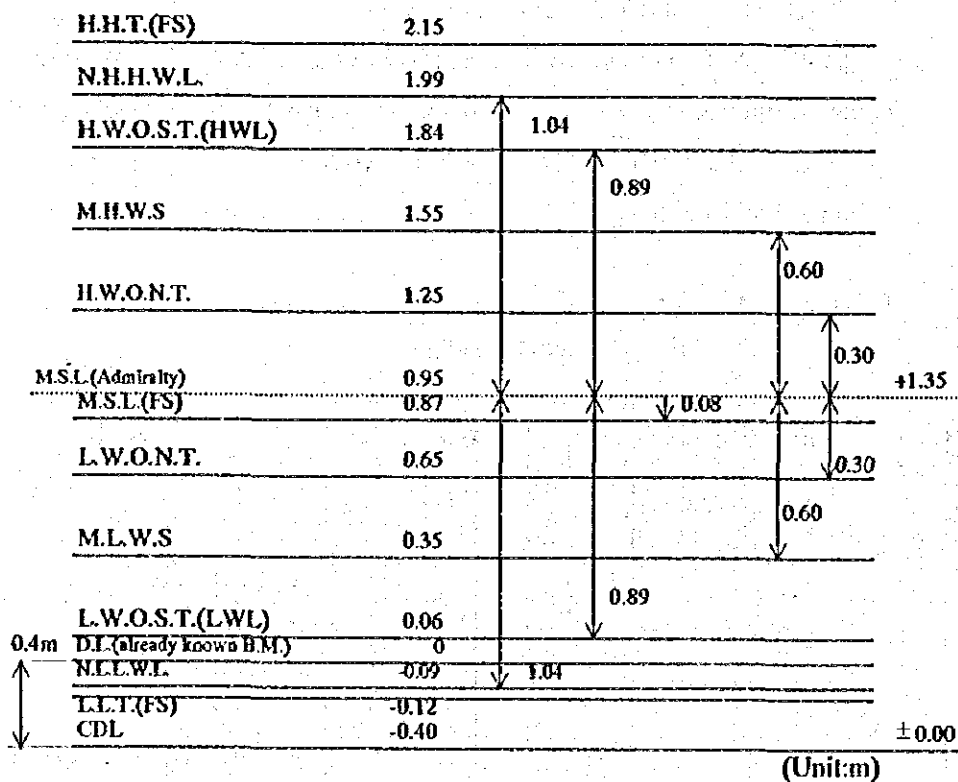 H.H.T.(FS) 2.15
N.H.H.W.L. 1.99
1.04
H.W.O.S.T.(HWL) 1.84
0.89
M.H.W.S 1.55
0.60
H.W.O.N.T. 1.25
0.30
M.S.L.(Admiralty) 0.95 +1.35
M.S.L.(FS) 0.87 0.08
L.W.O.N.T. 0.65 0.30
0.60
M.L.W.S 0.35
0.89
L.W.O.S.T.(LWL) 0.06
0.4m D.L.(already known B.M.) 0
N.L.L.W.L. -0.09 1.04
L.L.T.(FS) -0.12
CDL -0.40 ±0.00
(Unit:m)